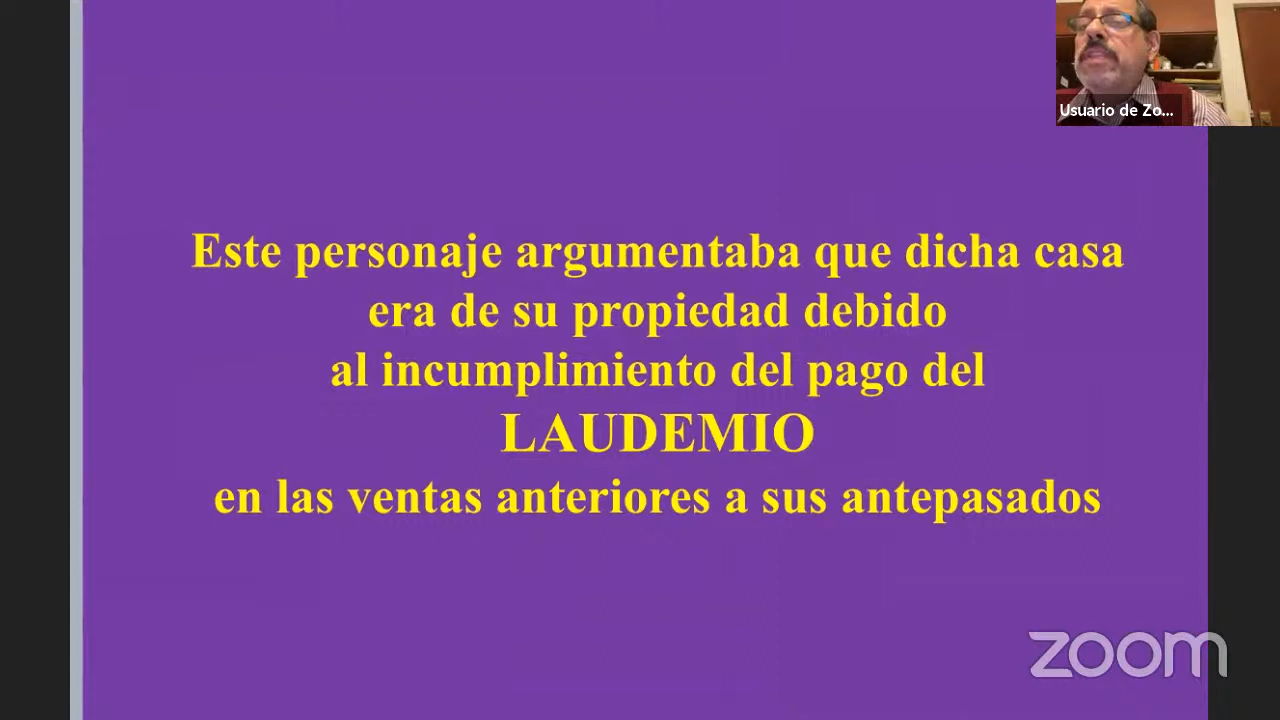 Usuario de Zo...
Este personaje argumentaba que dicha casa
era de su propiedad debido
al incumplimiento del pago del
LAUDEMIO
en las ventas anteriores a sus antepasados
zoom